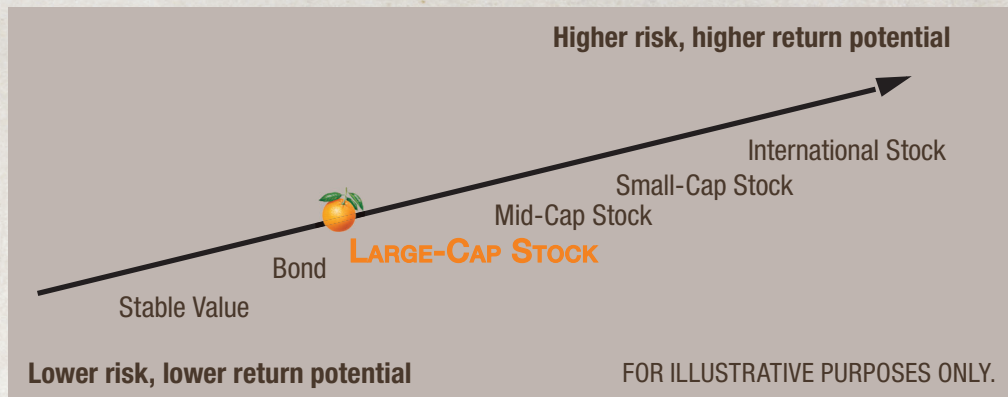 Higher risk, higher return potential
International Stock
Small-Cap Stock
Mid-Cap Stock
Large-Cap Stock
Bond
Stable Value
Lower risk, lower return potential
FOR ILLUSTRATIVE PURPOSES ONLY.